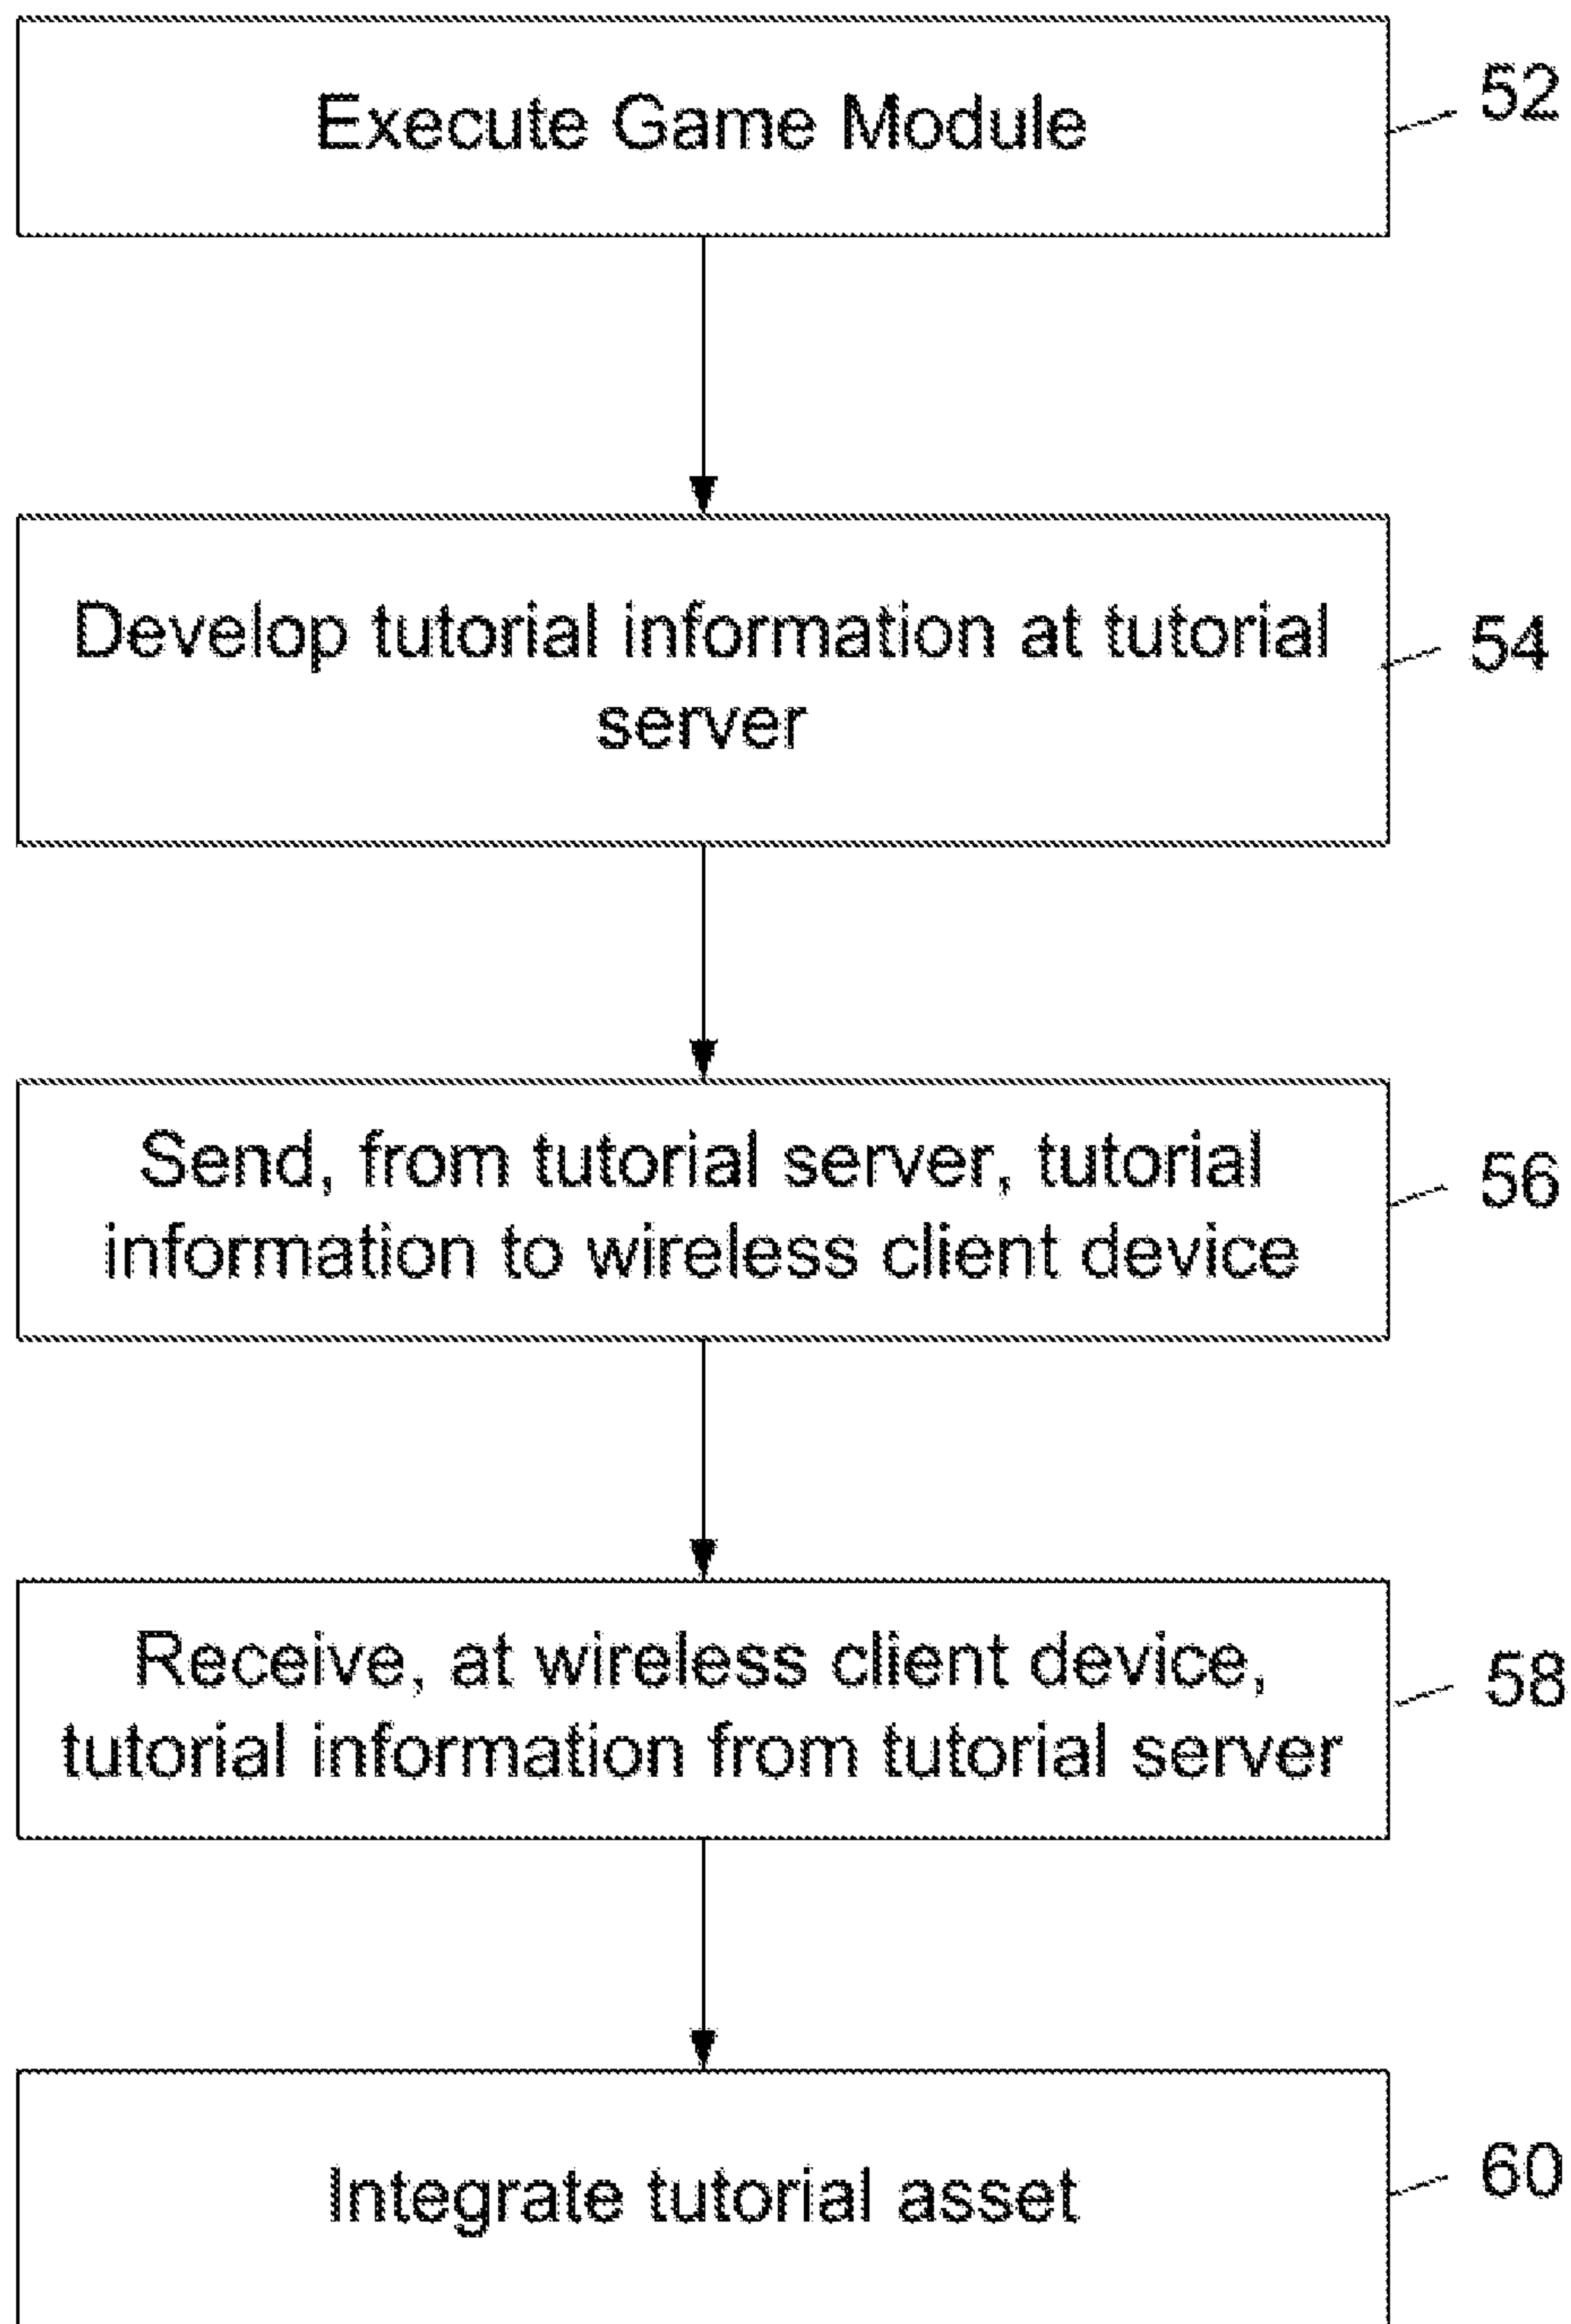 Execute Game Module
52
Develop tutorial information at tutorial
server
54
Send, from tutorial server, tutorial
information to wireless client device
56
Receive, at wireless client device,
tutorial information from tutorial server
58
Integrate tutorial asset
60